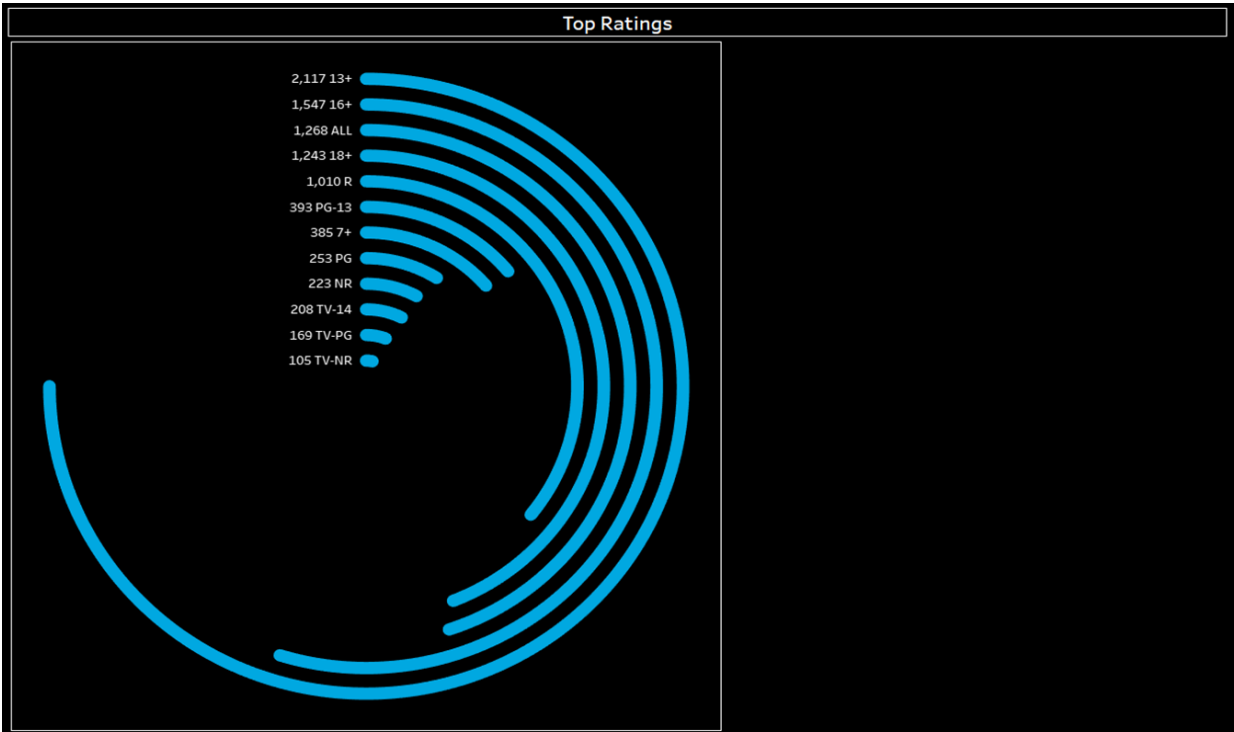 Top Ratings
2,117 13+
1,547 16+
1,268 ALL
1,243 18+
1,010 R
393 PG-13
385 7+
253 PG
223 NR
208 TV-14
169 TV-PG
105 TV-NR